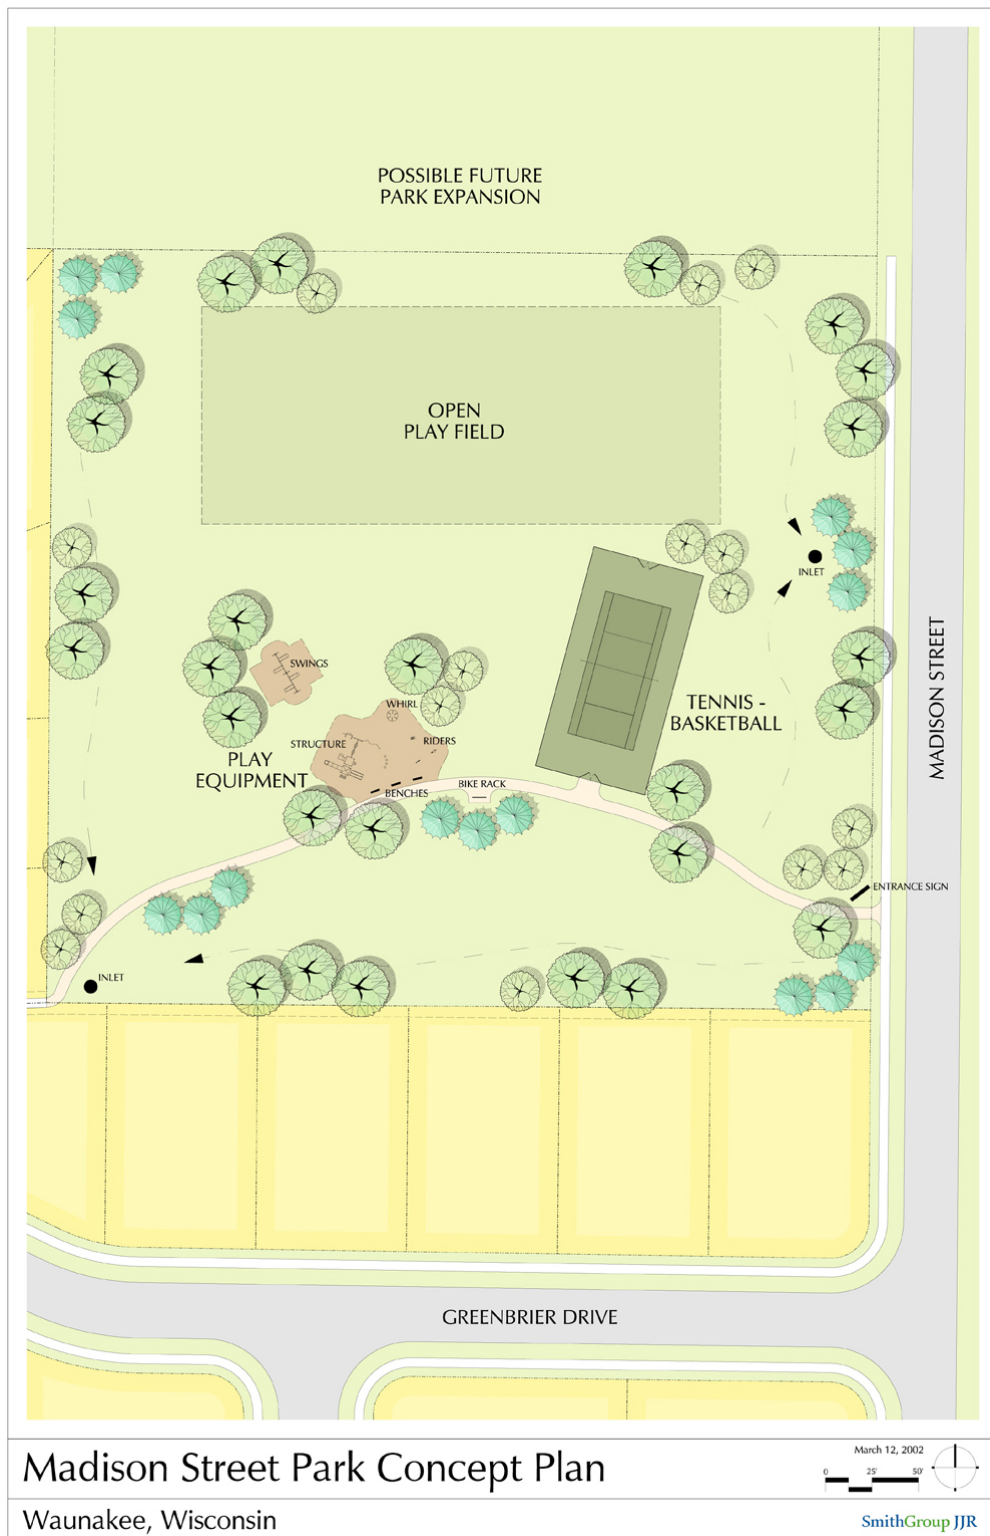 POSSIBLE FUTURE
PARK EXPANSION
OPEN
PLAY FIELD
INLET
SWINGS
WHIRL
STRUCTURE
RIDERS
PLAY
EQUIPMENT
BENCHES
BIKE RACK
TENNIS -
BASKETBALL
MADISON STREET
ENTRANCE SIGN
INLET
GREENBRIER DRIVE
Madison Street Park Concept Plan
March 12, 2002
0 25' 50'
Waunakee, Wisconsin
SmithGroup JJR